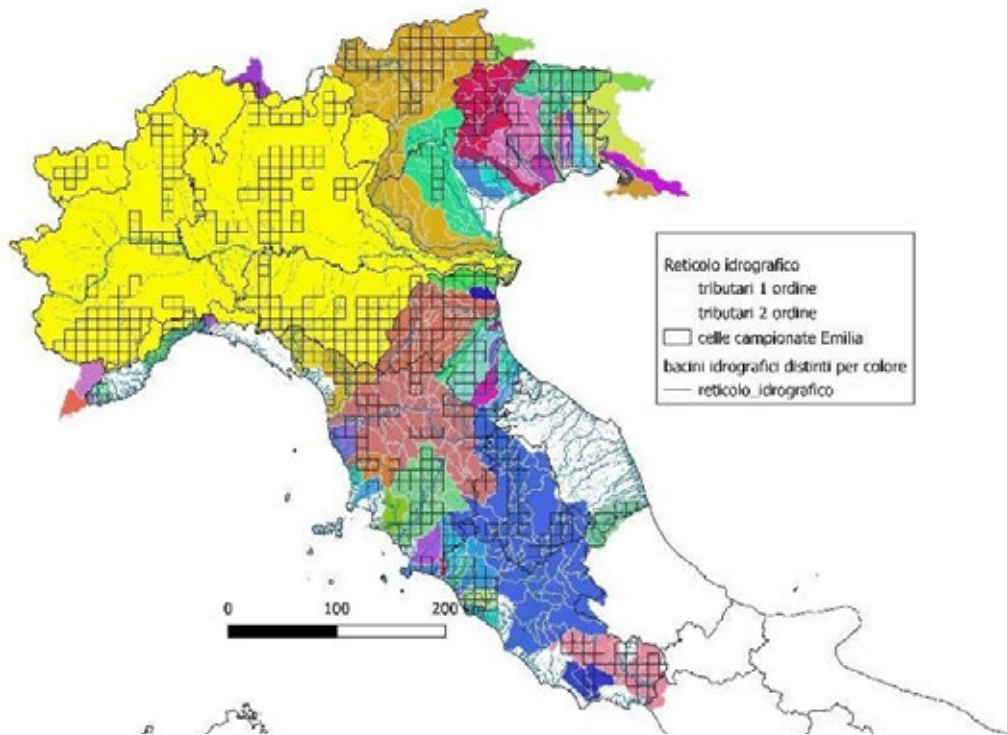 Reticolo idrografico
tributari 1 ordine
tributari 2 ordine
celle campionate Emilia
bacini idrografici distinti per colore
reticolo_idrografico
0 100 200 km